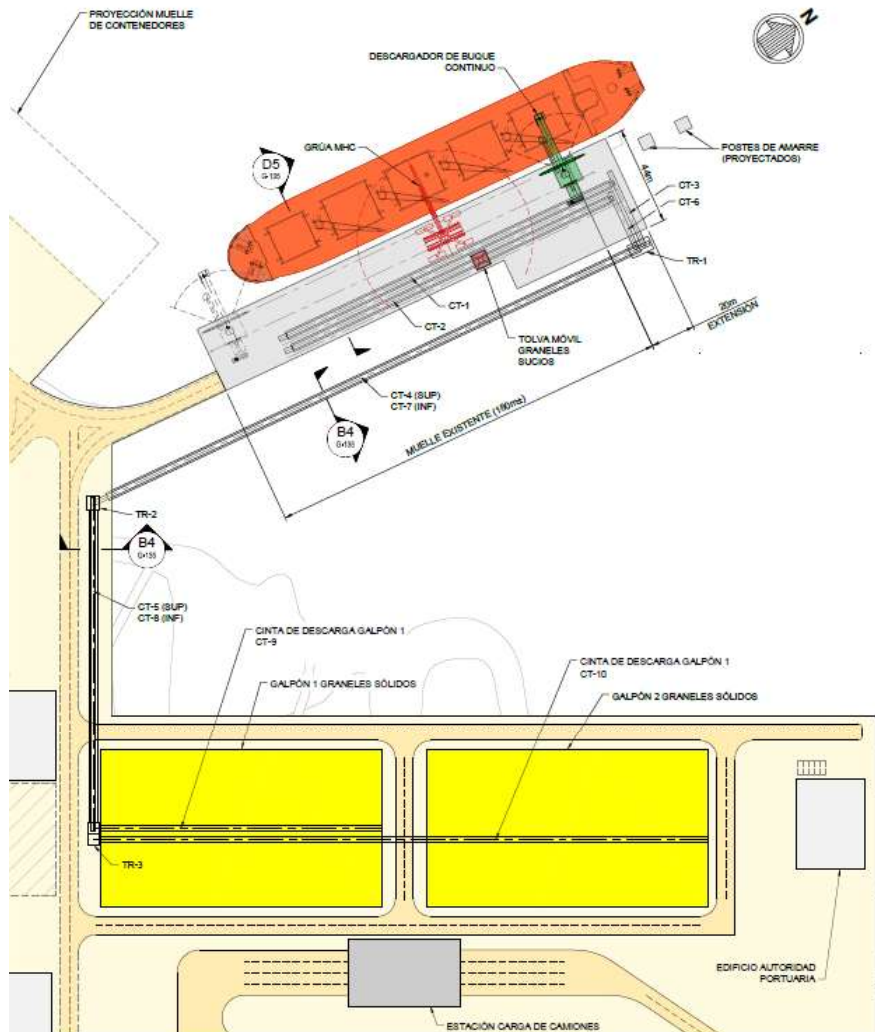 PROYECCIÓN MUELLE
DE CONTENEDORES
N
DESCARGADOR DE BUQUE
CONTINUO
GRÚA MHC
D5
G-135
POSTES DE AMARRE
(PROYECTADOS)
44m
CT-3
CT-6
TR-1
20m
EXTENSIÓN
CT-1
CT-2
TOLVA MÓVIL
GRANELES
SUCIOS
CT-4 (SUP)
CT-7 (INF)
B4
G-135
MUELLE EXISTENTE (180m±)
TR-2
B4
G-135
CT-5 (SUP)
CT-8 (INF)
CINTA DE DESCARGA GALPÓN 1
CT-9
CINTA DE DESCARGA GALPÓN 1
CT-10
GALPÓN 1 GRANELES SÓLIDOS
GALPÓN 2 GRANELES SÓLIDOS
TR-3
EDIFICIO AUTORIDAD
PORTUARIA
ESTACIÓN CARGA DE CAMIONES